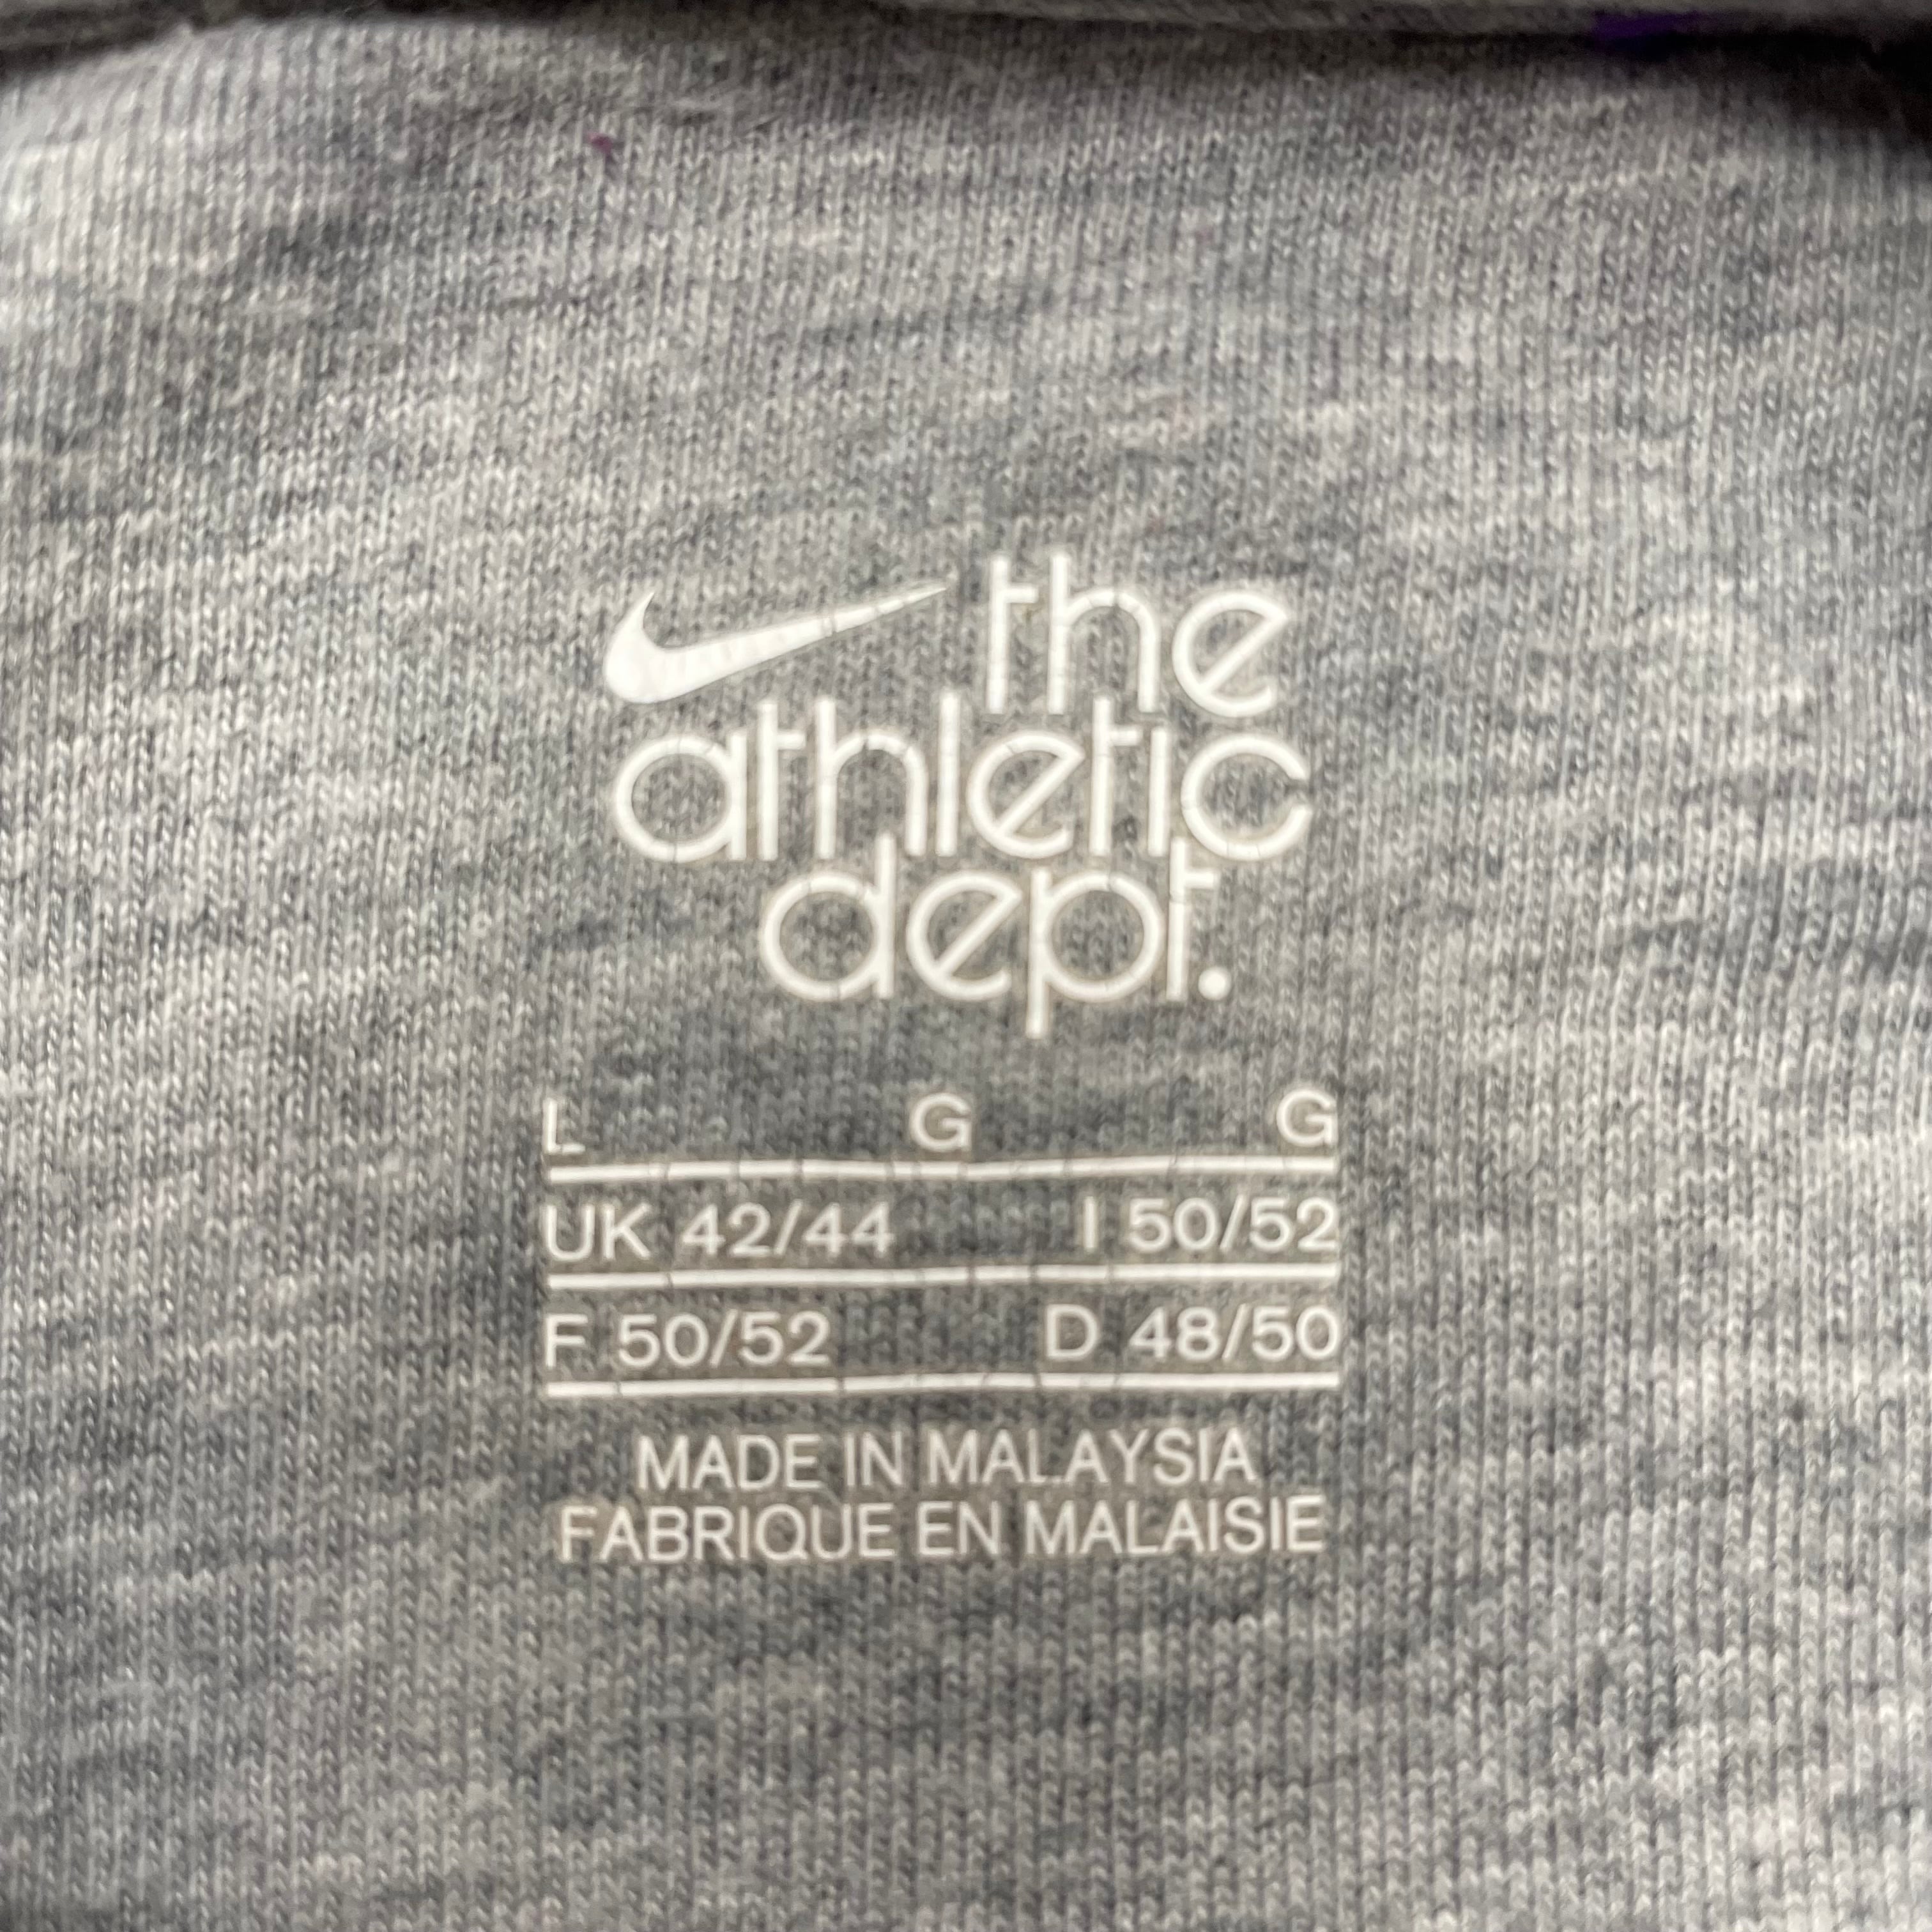 the
athletic
dept.
L G G
UK 42/44 I 50/52
F 50/52 D 48/50
MADE IN MALAYSIA
FABRIQUE EN MALAISIE